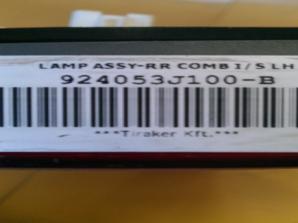 LAMP ASSY-RR COMB I/S LH
924053J100-B
***Tiraker Kft.***